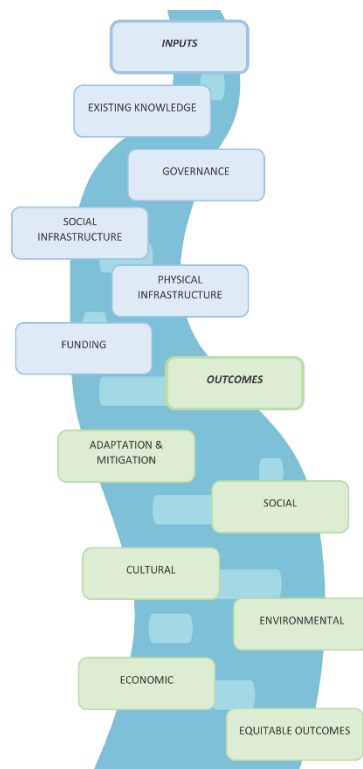 INPUTS
EXISTING KNOWLEDGE
GOVERNANCE
SOCIAL
INFRASTRUCTURE
PHYSICAL
INFRASTRUCTURE
FUNDING
OUTCOMES
ADAPTATION &
MITIGATION
SOCIAL
CULTURAL
ENVIRONMENTAL
ECONOMIC
EQUITABLE OUTCOMES